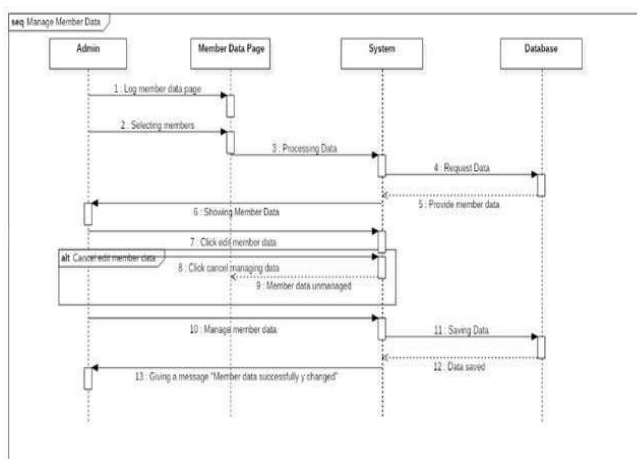 seq Manage Member Data
Admin
Member Data Page
System
Database
1 : Log member data page
2 : Selecting members
3 : Processing Data
4 : Request Data
5 : Provide member data
6 : Showing Member Data
7 : Click edit member data
alt Cancel edit member data
8 : Click cancel managing data
9 : Member data unmanaged
10 : Manage member data
11 : Saving Data
12 : Data saved
13 : Giving a message "Member data successfully y changed"